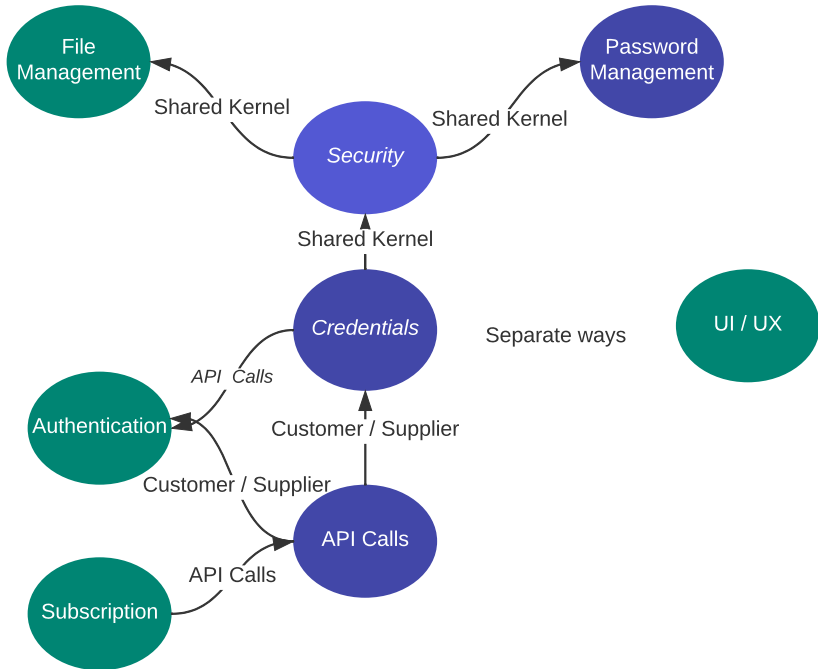 File
Management
Password
Management
Shared Kernel
Shared Kernel
Security
Shared Kernel
Credentials
Separate ways
UI / UX
API Calls
Authentication
Customer / Supplier
Customer / Supplier
API Calls
API Calls
Subscription